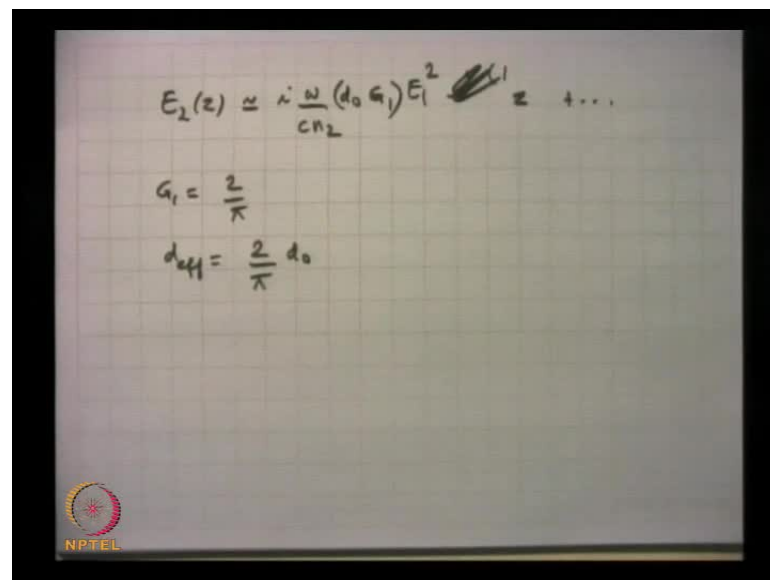 E₂(z) ≃ i ω/cn₂ (d₀ G₁) E₁² z +...
G₁ = 2/π
d_eff = 2/π d₀
NPTEL